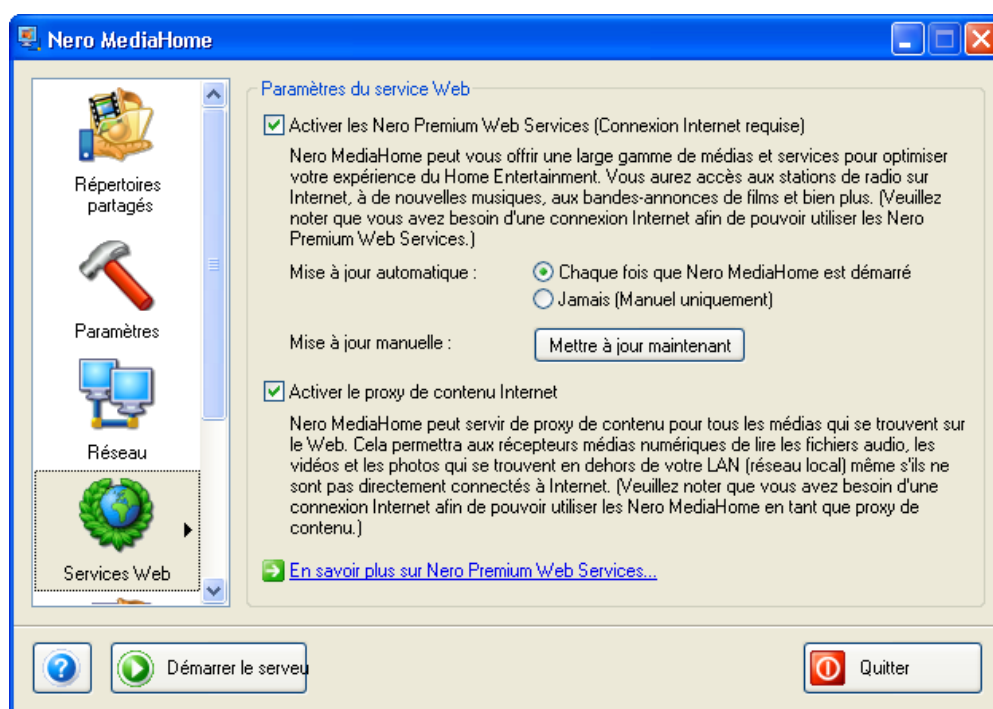 Nero MediaHome
Répertoires
partagés
Paramètres
Réseau
Services Web
Paramètres du service Web
Activer les Nero Premium Web Services (Connexion Internet requise)
Nero MediaHome peut vous offrir une large gamme de médias et services pour optimiser
votre expérience du Home Entertainment. Vous aurez accès aux stations de radio sur
Internet, à de nouvelles musiques, aux bandes-annonces de films et bien plus. (Veuillez
noter que vous avez besoin d'une connexion Internet afin de pouvoir utiliser les Nero
Premium Web Services.)
Mise à jour automatique :
Chaque fois que Nero MediaHome est démarré
Jamais (Manuel uniquement)
Mise à jour manuelle :
Mettre à jour maintenant
Activer le proxy de contenu Internet
Nero MediaHome peut servir de proxy de contenu pour tous les médias qui se trouvent sur
le Web. Cela permettra aux récepteurs médias numériques de lire les fichiers audio, les
vidéos et les photos qui se trouvent en dehors de votre LAN (réseau local) même s'ils ne
sont pas directement connectés à Internet. (Veuillez noter que vous avez besoin d'une
connexion Internet afin de pouvoir utiliser les Nero MediaHome en tant que proxy de
contenu.)
En savoir plus sur Nero Premium Web Services...
Démarrer le serveu
Quitter